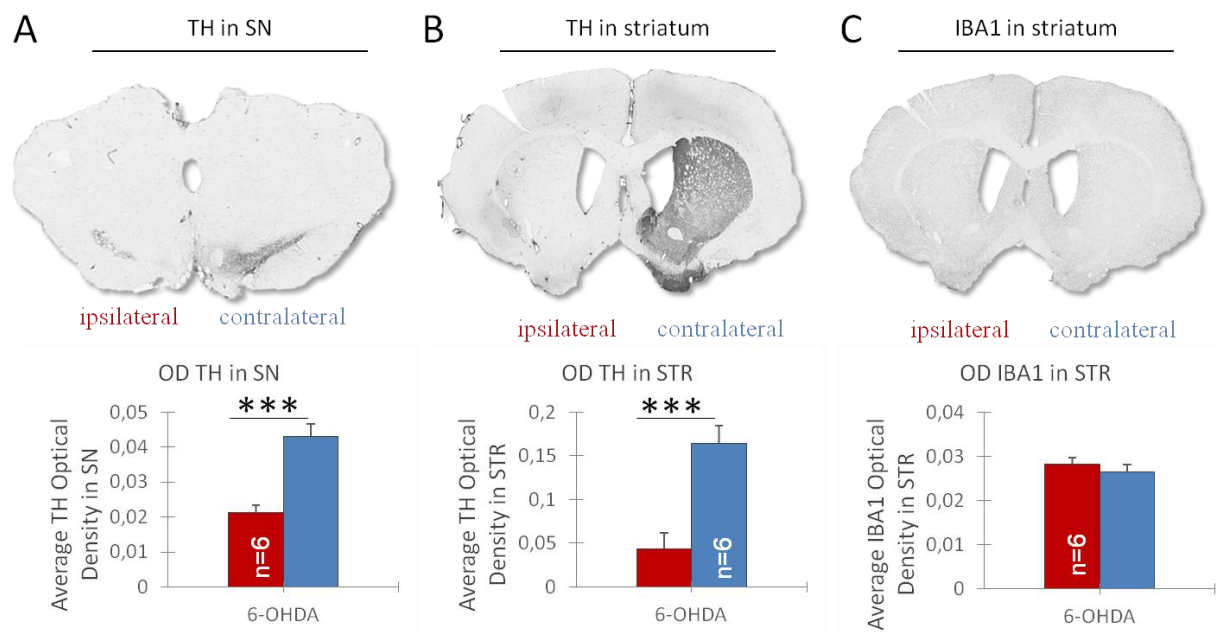 A
TH in SN
ipsilateral
contralateral
OD TH in SN
***
0,05
0,04
0,03
0,02
0,01
0
Average TH Optical
Density in SN
n=6
6-OHDA
B
TH in striatum
ipsilateral
contralateral
OD TH in STR
***
0,2
0,15
0,1
0,05
0
Average TH Optical
Density in STR
n=6
6-OHDA
C
IBA1 in striatum
ipsilateral
contralateral
OD IBA1 in STR
0,04
0,03
0,02
0,01
0
Average IBA1 Optical
Density in STR
n=6
6-OHDA